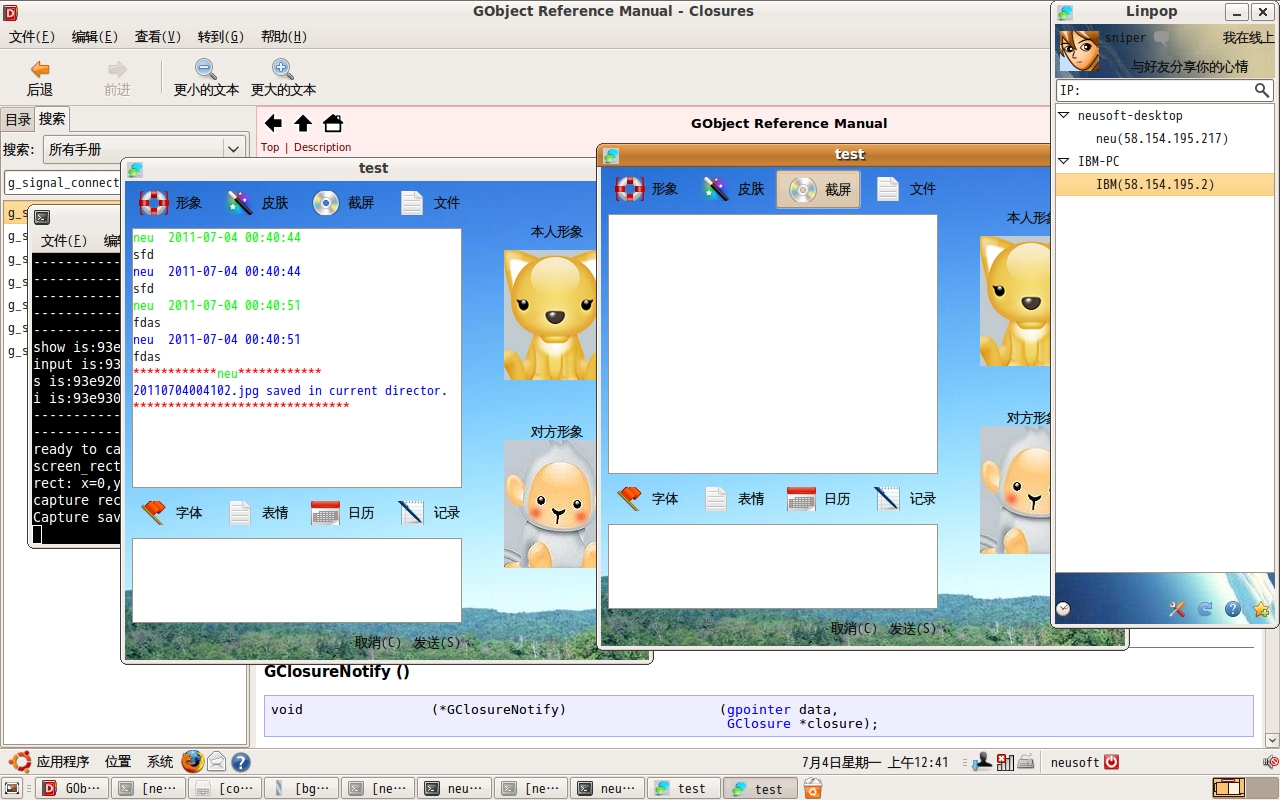 GObject Reference Manual - Closures
文件(F) 编辑(E) 查看(V) 转到(G) 帮助(H)
后退 前进 更小的文本 更大的文本
目录 搜索
搜索: 所有手册
g_signal_connect
g_s
g_s
g_s
g_s
g_s
g_s
g_s
GObject Reference Manual
Top | Description
文件(F) 编辑
------------
------------
------------
------------
------------
show is:93e
input is:93
s is:93e920
i is:93e930
------------
------------
ready to ca
screen_rect
rect: x=0,y
capture rec
Capture sav
test
形象 皮肤 截屏 文件
neu 2011-07-04 00:40:44
sfd
neu 2011-07-04 00:40:44
sfd
neu 2011-07-04 00:40:51
fdas
neu 2011-07-04 00:40:51
fdas
************neu************
20110704004102.jpg saved in current director.
*******************************
本人形象
对方形象
字体 表情 日历 记录
取消(C) 发送(S)
test
形象 皮肤 截屏 文件
本人形象
对方形象
字体 表情 日历 记录
取消(C) 发送(S)
Linpop
sniper 我在线上
与好友分享你的心情
IP:
neusoft-desktop
neu(58.154.195.217)
IBM-PC
IBM(58.154.195.2)
GClosureNotify ()
void (*GClosureNotify) (gpointer data,
GClosure *closure);
应用程序 位置 系统 7月4日星期一 上午12:41 neusoft
GOb… [ne… [co… [bg… [ne… neu… [ne… neu… test test